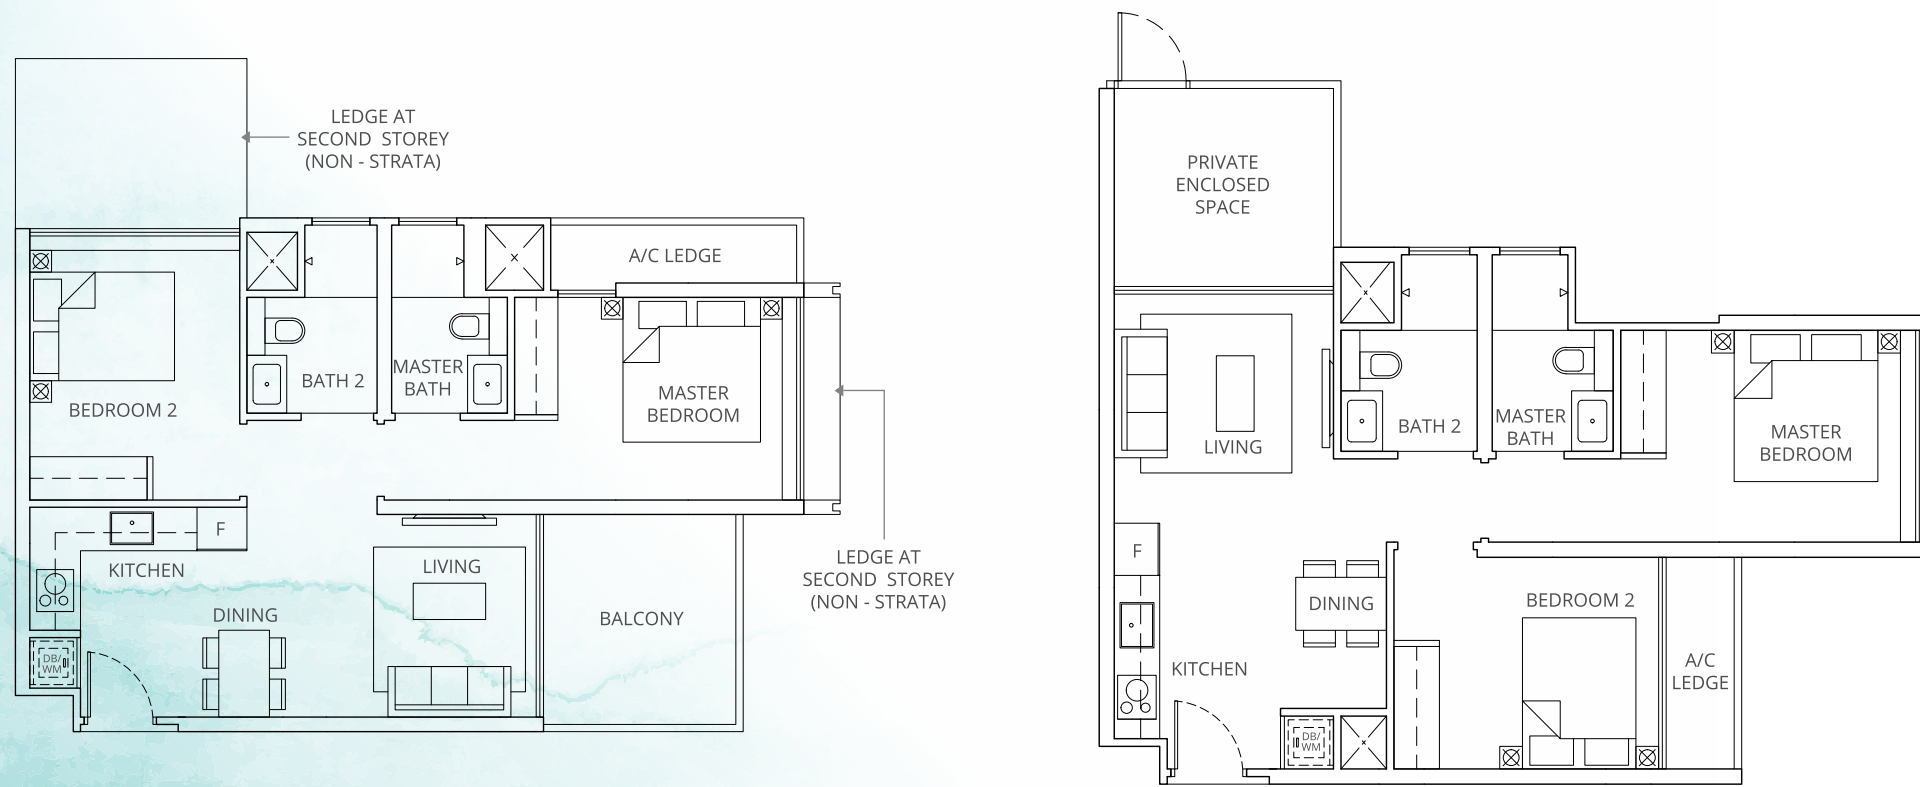 LEDGE AT
SECOND STOREY
(NON - STRATA)
A/C LEDGE
BEDROOM 2
BATH 2
MASTER
BATH
MASTER
BEDROOM
F
KITCHEN
LIVING
DINING
BALCONY
DB/
WM
LEDGE AT
SECOND STOREY
(NON - STRATA)
PRIVATE
ENCLOSED
SPACE
LIVING
BATH 2
MASTER
BATH
MASTER
BEDROOM
F
DINING
BEDROOM 2
KITCHEN
A/C
LEDGE
DB/
WM